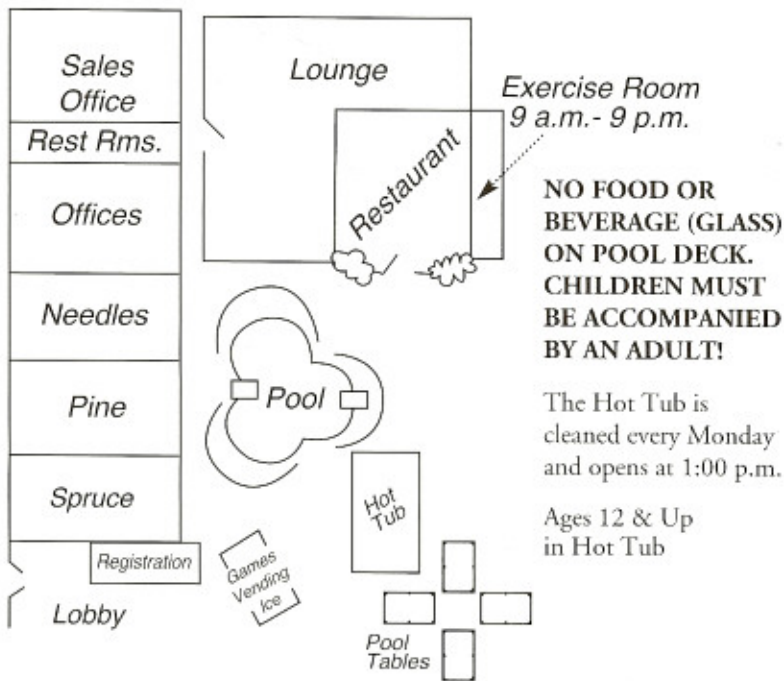 Sales
Office
Rest Rms.
Offices
Needles
Pine
Spruce
Registration
Lobby
Lounge
Restaurant
Exercise Room
9 a.m.- 9 p.m.
Pool
Hot
Tub
Games
Vending
Ice
Pool
Tables
NO FOOD OR
BEVERAGE (GLASS)
ON POOL DECK.
CHILDREN MUST
BE ACCOMPANIED
BY AN ADULT!
The Hot Tub is
cleaned every Monday
and opens at 1:00 p.m.
Ages 12 & Up
in Hot Tub